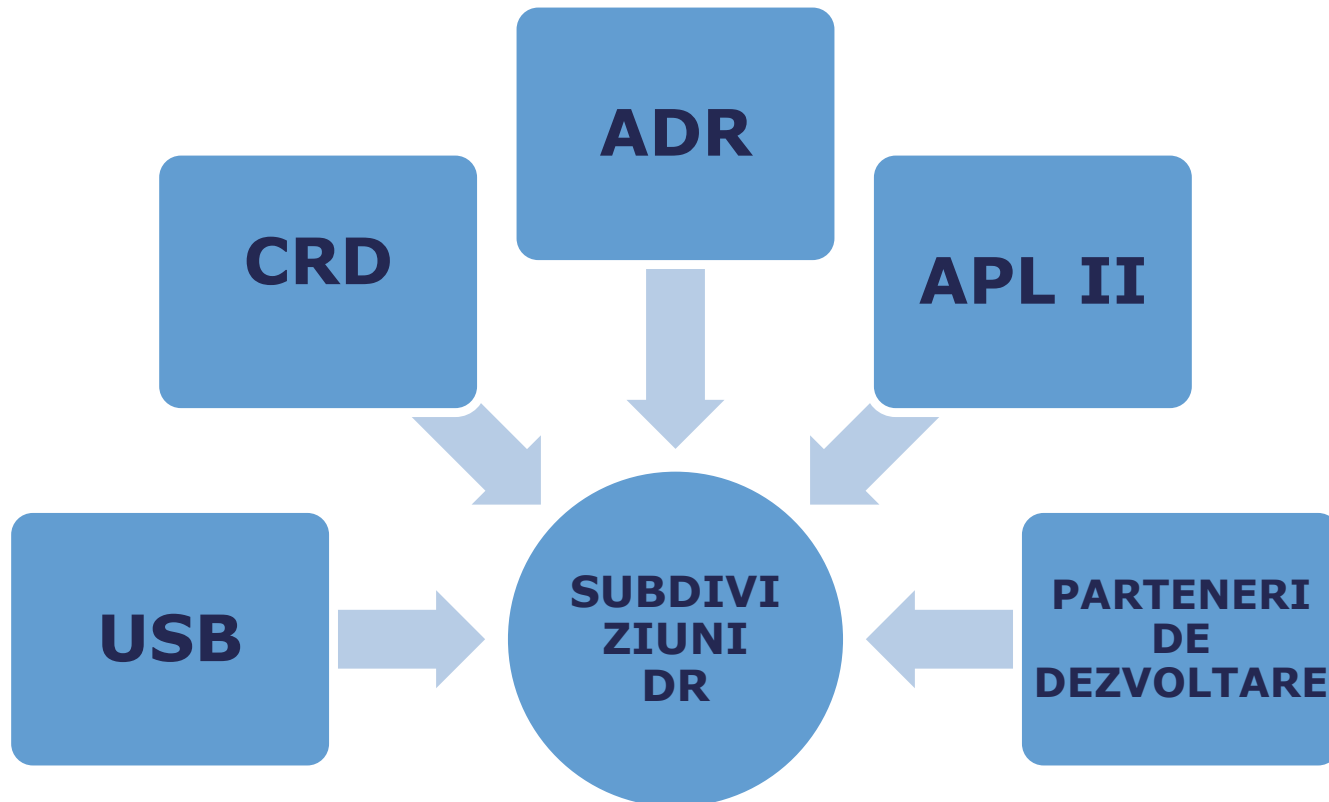 ADR
CRD
APL II
USB
SUBDIVI
ZIUNI
DR
PARTENERI
DE
DEZVOLTARE